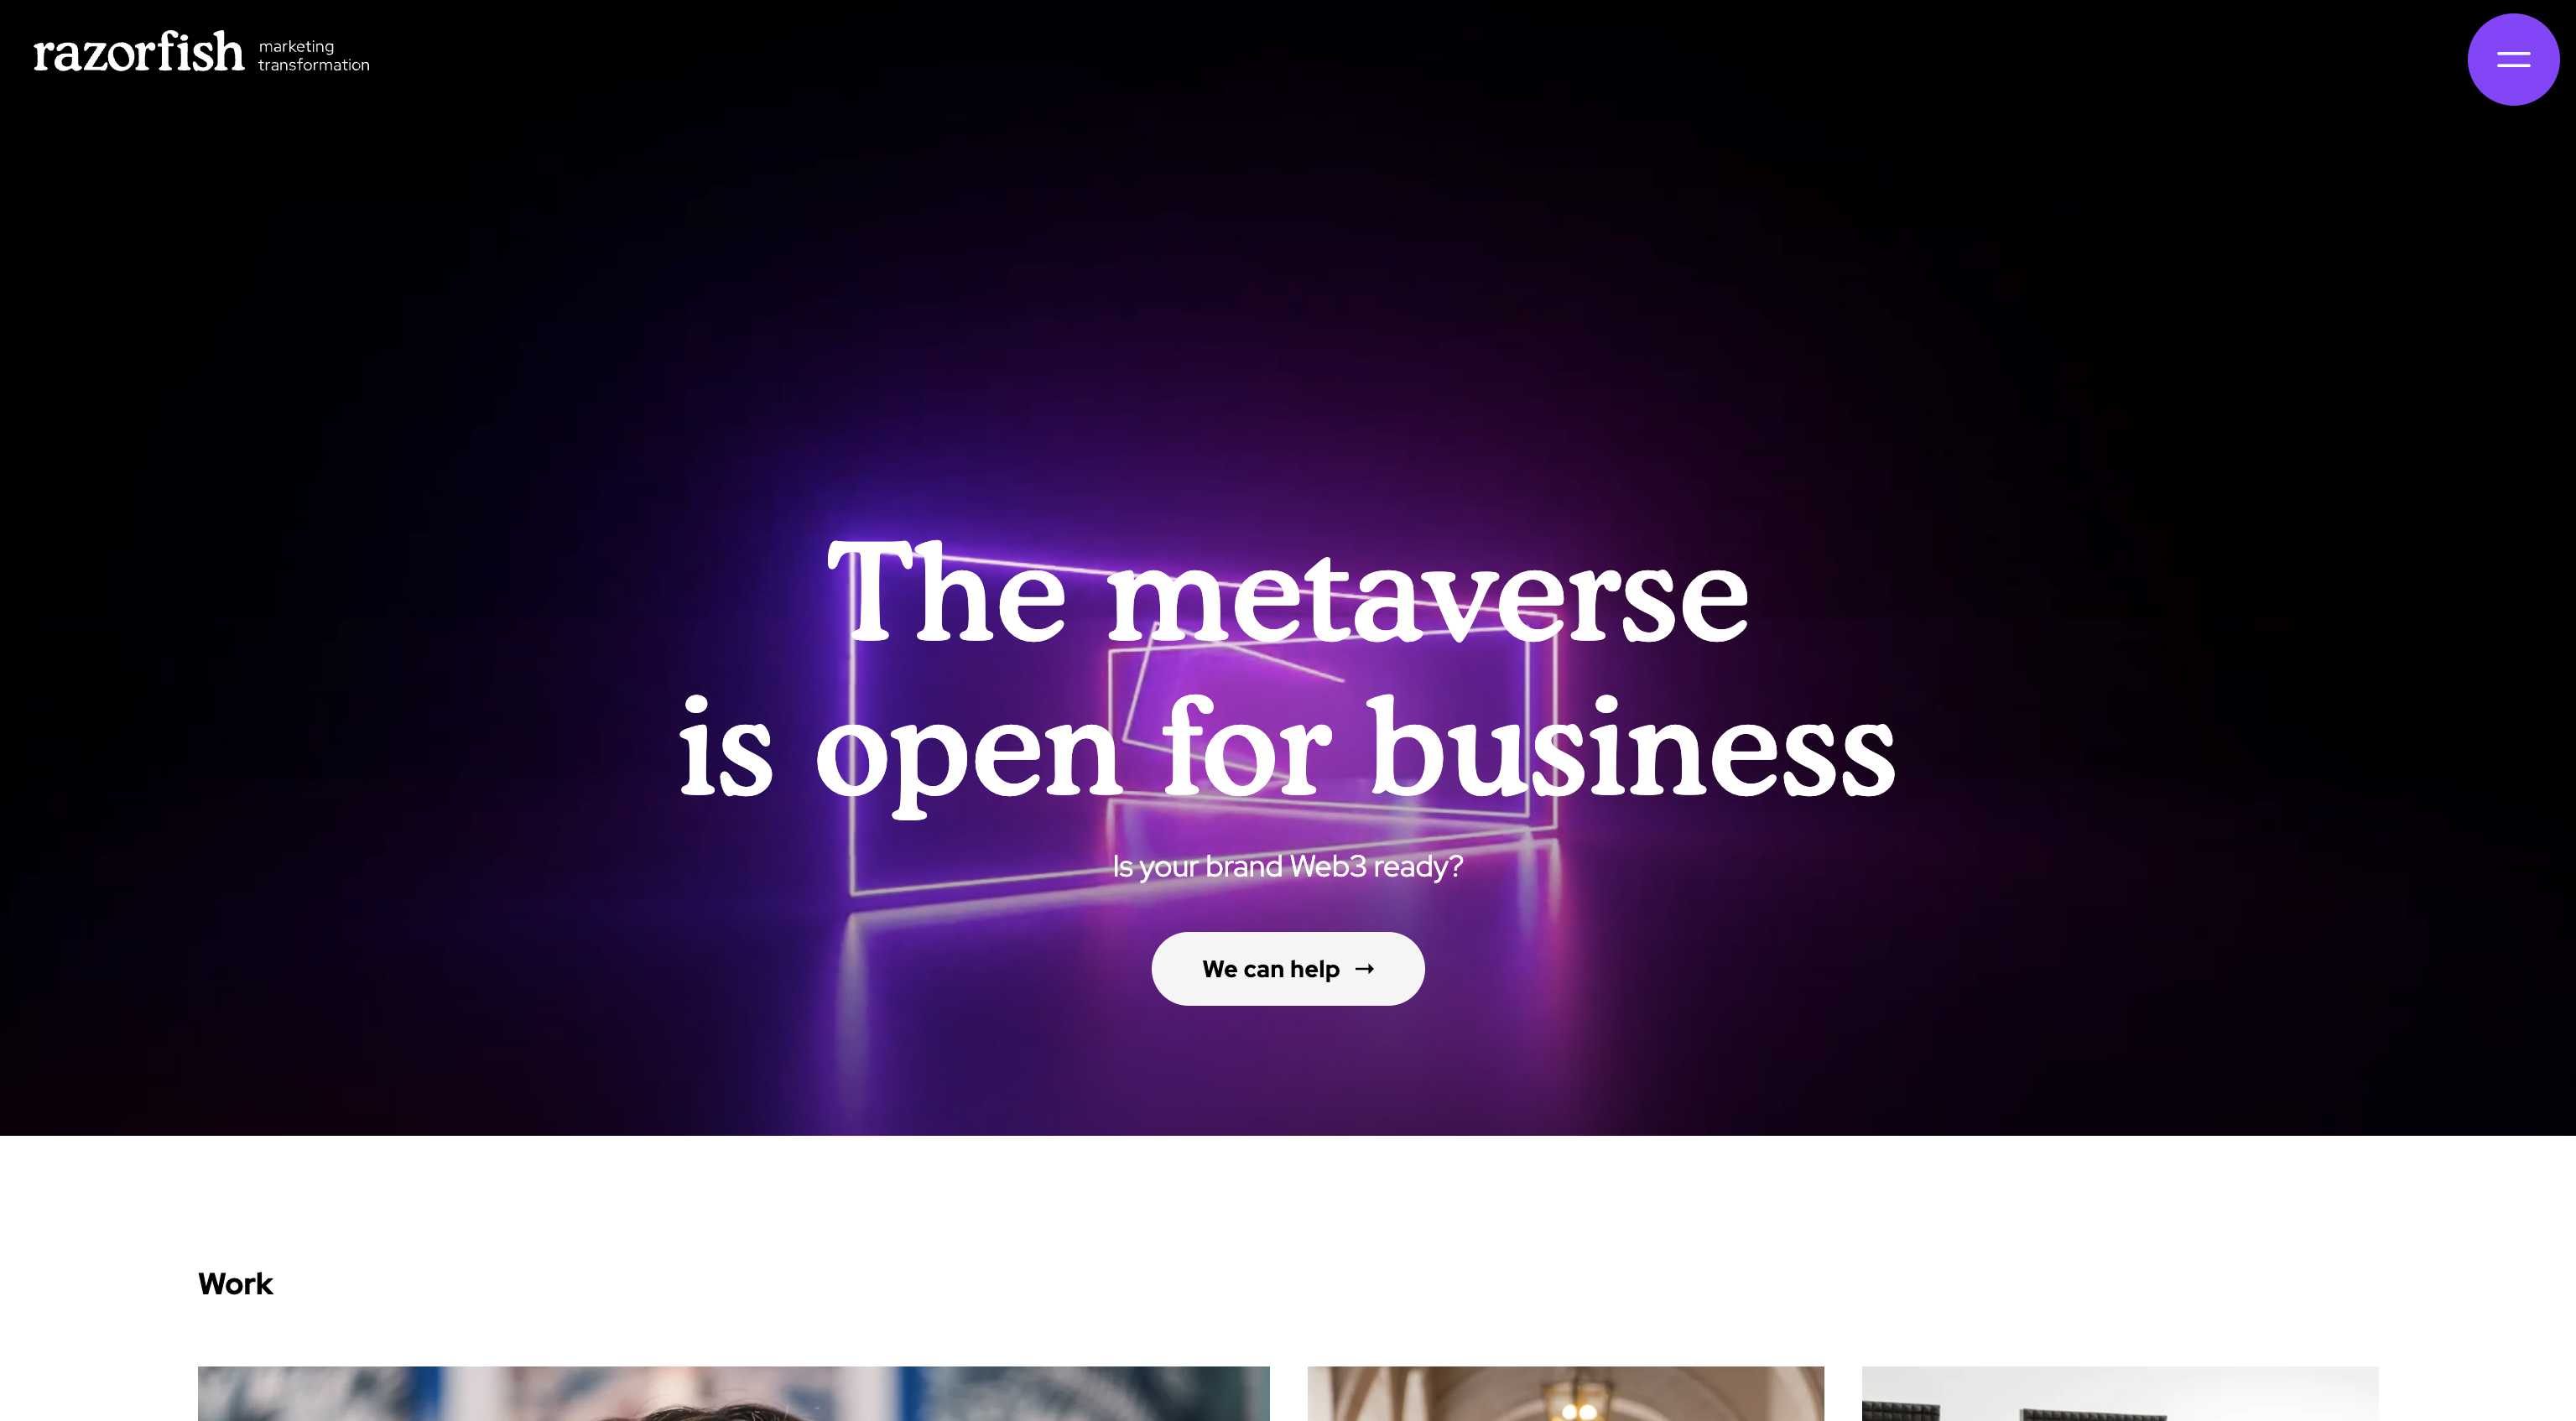 razorfish
marketing
transformation
The metaverse
is open for business
Is your brand Web3 ready?
We can help →
Work